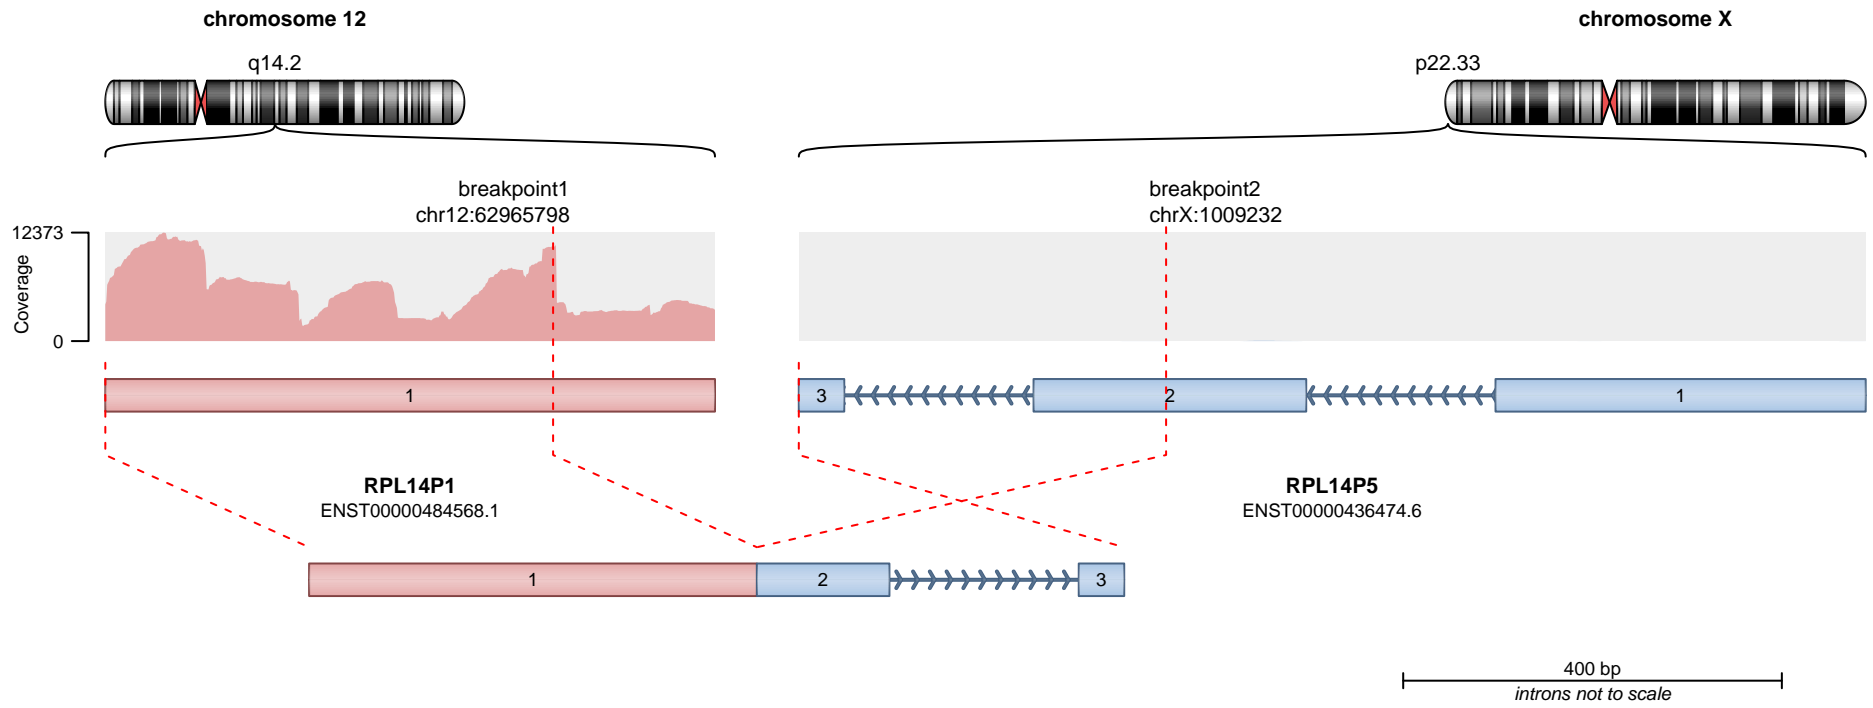 chromosome 12
chromosome X
q14.2
p22.33
breakpoint1
chr12:62965798
breakpoint2
chrX:1009232
12373
Coverage
0
1
3
2
1
RPL14P1
ENST00000484568.1
RPL14P5
ENST00000436474.6
1
2
3
400 bp
introns not to scale